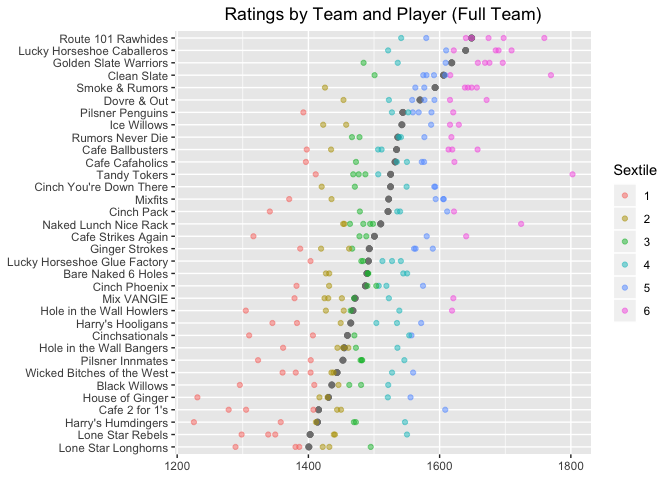 Ratings by Team and Player (Full Team)
Route 101 Rawhides
Lucky Horseshoe Caballeros
Golden Slate Warriors
Clean Slate
Smoke & Rumors
Dovre & Out
Pilsner Penguins
Ice Willows
Rumors Never Die
Cafe Ballbusters
Cafe Cafaholics
Tandy Tokers
Cinch You're Down There
Mixfits
Cinch Pack
Naked Lunch Nice Rack
Cafe Strikes Again
Ginger Strokes
Lucky Horseshoe Glue Factory
Bare Naked 6 Holes
Cinch Phoenix
Mix VANGIE
Hole in the Wall Howlers
Harry's Hooligans
Cinchsationals
Hole in the Wall Bangers
Pilsner Innmates
Wicked Bitches of the West
Black Willows
House of Ginger
Cafe 2 for 1's
Harry's Humdingers
Lone Star Rebels
Lone Star Longhorns
1200 1400 1600 1800
Sextile
1
2
3
4
5
6